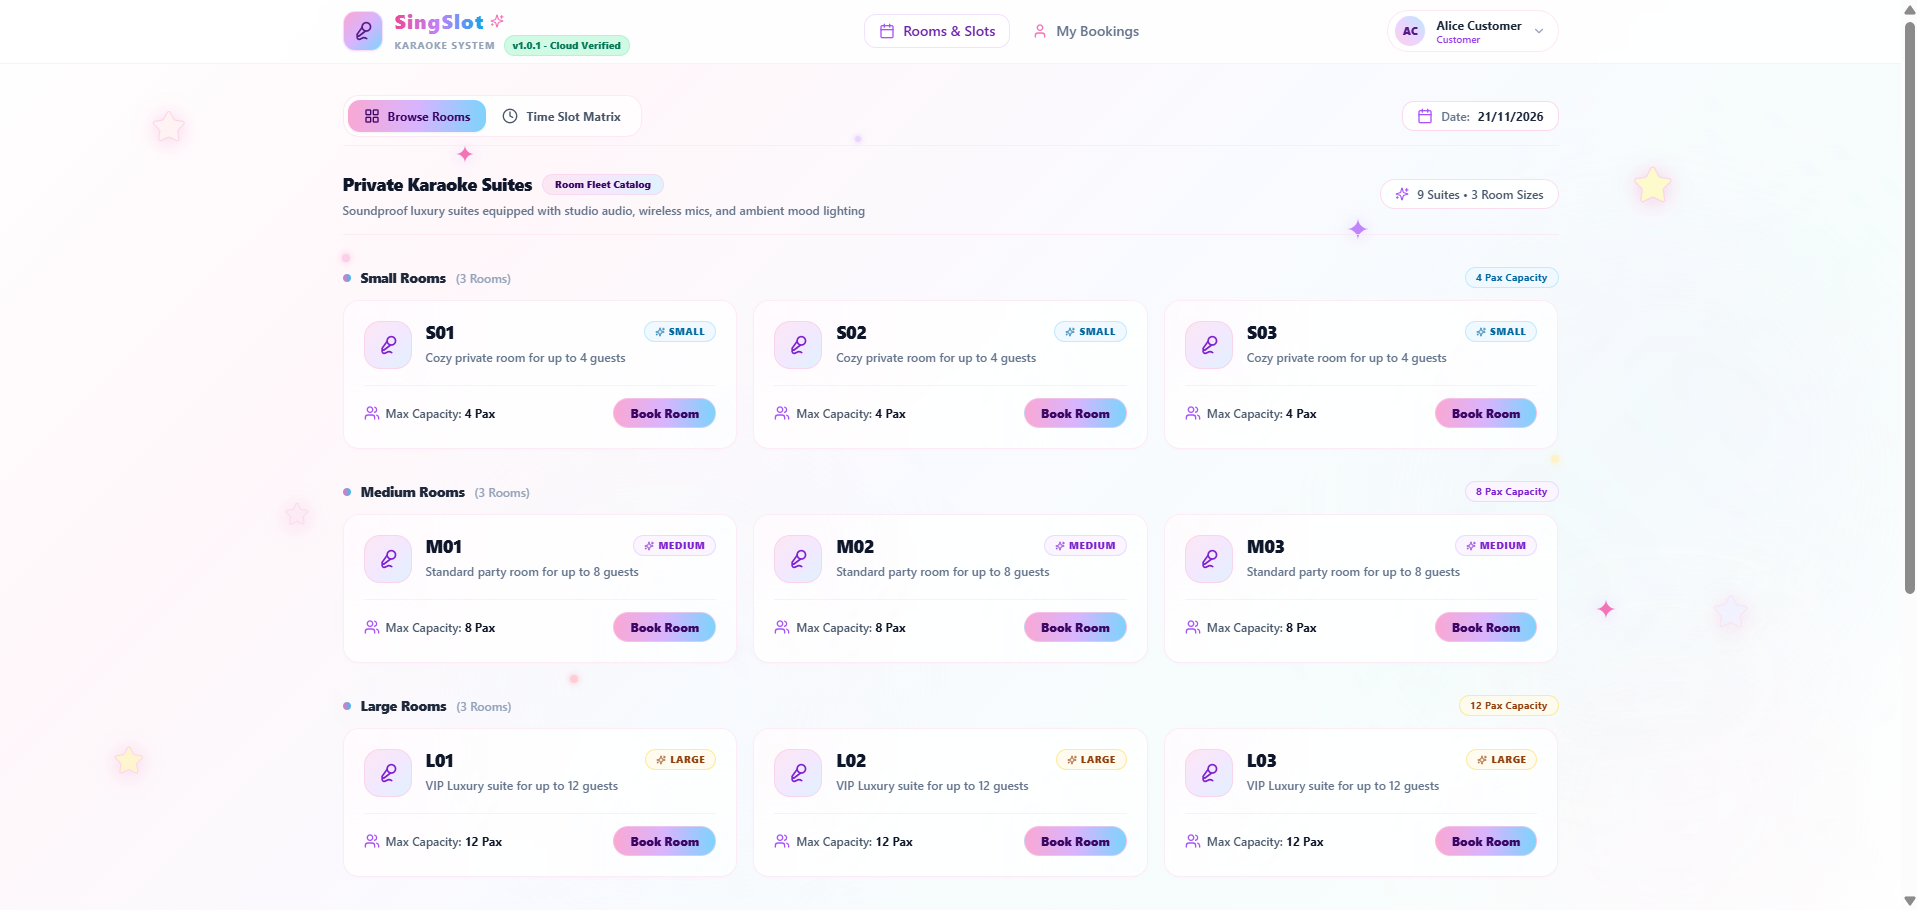 SingSlot
KARAOKE SYSTEM
v1.0.1 - Cloud Verified
Rooms & Slots
My Bookings
AC
Alice Customer
Customer
Browse Rooms
Time Slot Matrix
Date: 21/11/2026
Private Karaoke Suites
Room Fleet Catalog
Soundproof luxury suites equipped with studio audio, wireless mics, and ambient mood lighting
9 Suites • 3 Room Sizes
Small Rooms (3 Rooms)
4 Pax Capacity
S01
SMALL
Cozy private room for up to 4 guests
Max Capacity: 4 Pax
Book Room
S02
SMALL
Cozy private room for up to 4 guests
Max Capacity: 4 Pax
Book Room
S03
SMALL
Cozy private room for up to 4 guests
Max Capacity: 4 Pax
Book Room
Medium Rooms (3 Rooms)
8 Pax Capacity
M01
MEDIUM
Standard party room for up to 8 guests
Max Capacity: 8 Pax
Book Room
M02
MEDIUM
Standard party room for up to 8 guests
Max Capacity: 8 Pax
Book Room
M03
MEDIUM
Standard party room for up to 8 guests
Max Capacity: 8 Pax
Book Room
Large Rooms (3 Rooms)
12 Pax Capacity
L01
LARGE
VIP Luxury suite for up to 12 guests
Max Capacity: 12 Pax
Book Room
L02
LARGE
VIP Luxury suite for up to 12 guests
Max Capacity: 12 Pax
Book Room
L03
LARGE
VIP Luxury suite for up to 12 guests
Max Capacity: 12 Pax
Book Room